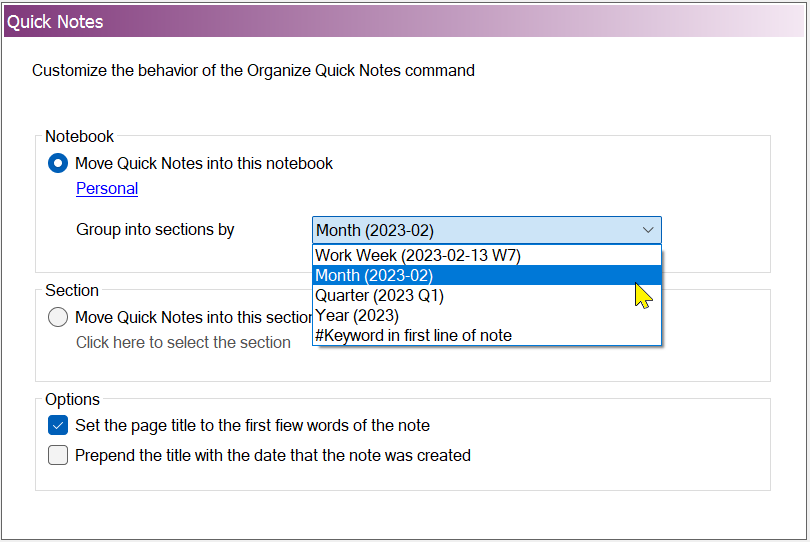 Quick Notes
Customize the behavior of the Organize Quick Notes command
Notebook
Move Quick Notes into this notebook
Personal
Group into sections by
Month (2023-02)
Work Week (2023-02-13 W7)
Month (2023-02)
Quarter (2023 Q1)
Year (2023)
#Keyword in first line of note
Section
Move Quick Notes into this section
Click here to select the section
Options
Set the page title to the first fiew words of the note
Prepend the title with the date that the note was created